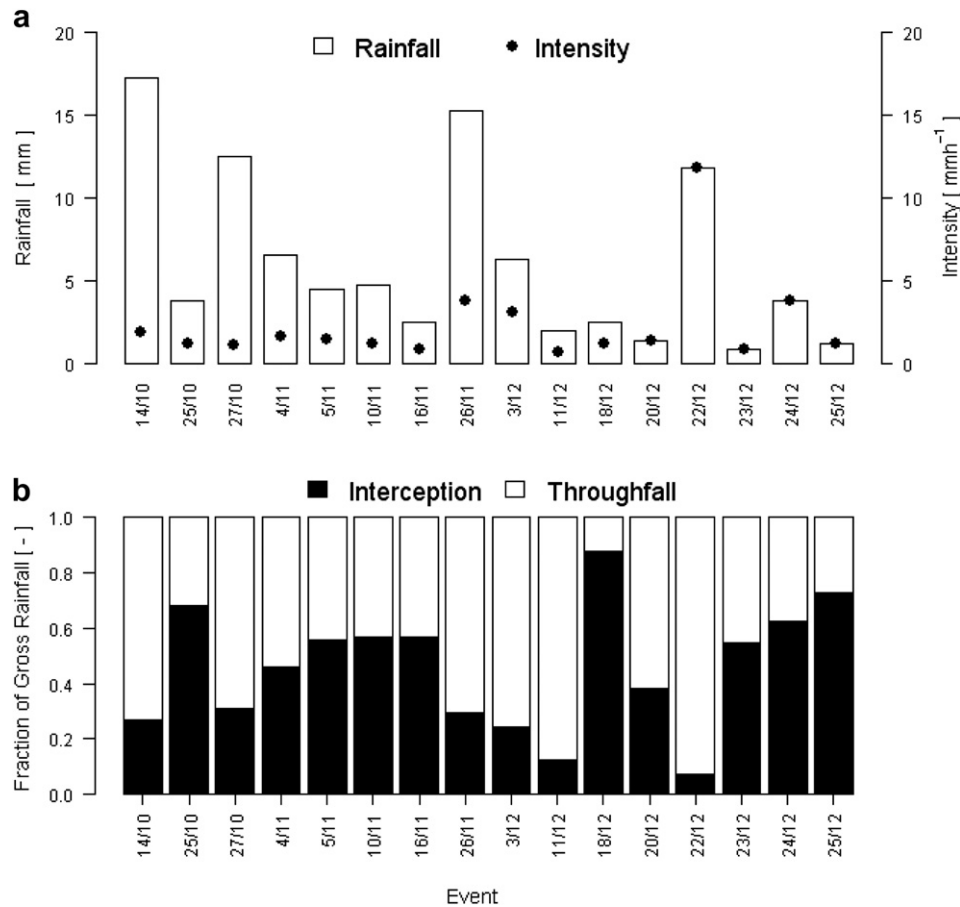 a
Rainfall Intensity
Rainfall [ mm ]
20
15
10
5
0
Intensity [ mmh⁻¹ ]
20
15
10
5
0
14/10 25/10 27/10 4/11 5/11 10/11 16/11 26/11 3/12 11/12 18/12 20/12 22/12 23/12 24/12 25/12
b
Interception Throughfall
Fraction of Gross Rainfall [ - ]
1.0
0.8
0.6
0.4
0.2
0.0
14/10 25/10 27/10 4/11 5/11 10/11 16/11 26/11 3/12 11/12 18/12 20/12 22/12 23/12 24/12 25/12
Event